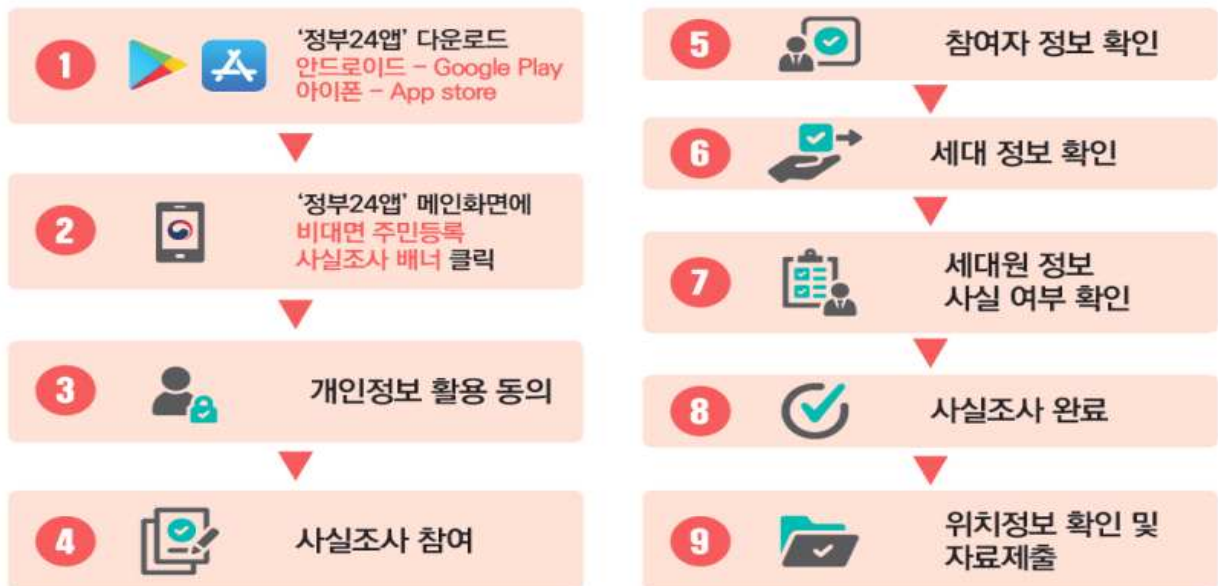 1
'정부24앱' 다운로드
안드로이드 - Google Play
아이폰 - App store
2
'정부24앱' 메인화면에
비대면 주민등록
사실조사 배너 클릭
3
개인정보 활용 동의
4
사실조사 참여
5
참여자 정보 확인
6
세대 정보 확인
7
세대원 정보
사실 여부 확인
8
사실조사 완료
9
위치정보 확인 및
자료제출